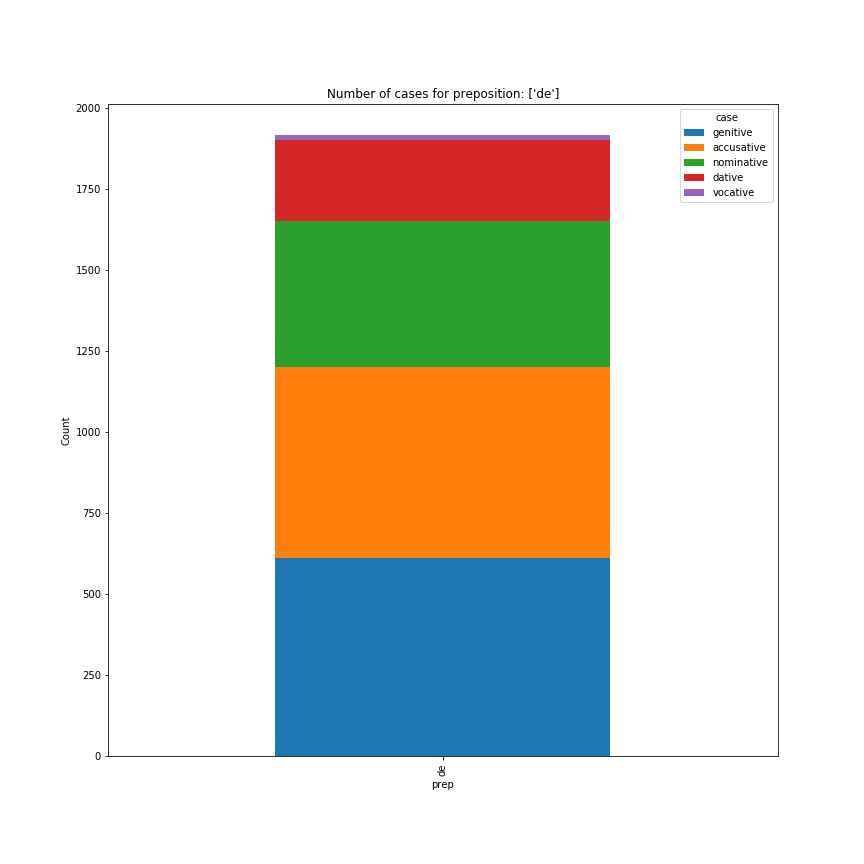 Number of cases for preposition: ['de']
case
genitive
accusative
nominative
dative
vocative
2000
1750
1500
1250
1000
750
500
250
0
Count
de
prep